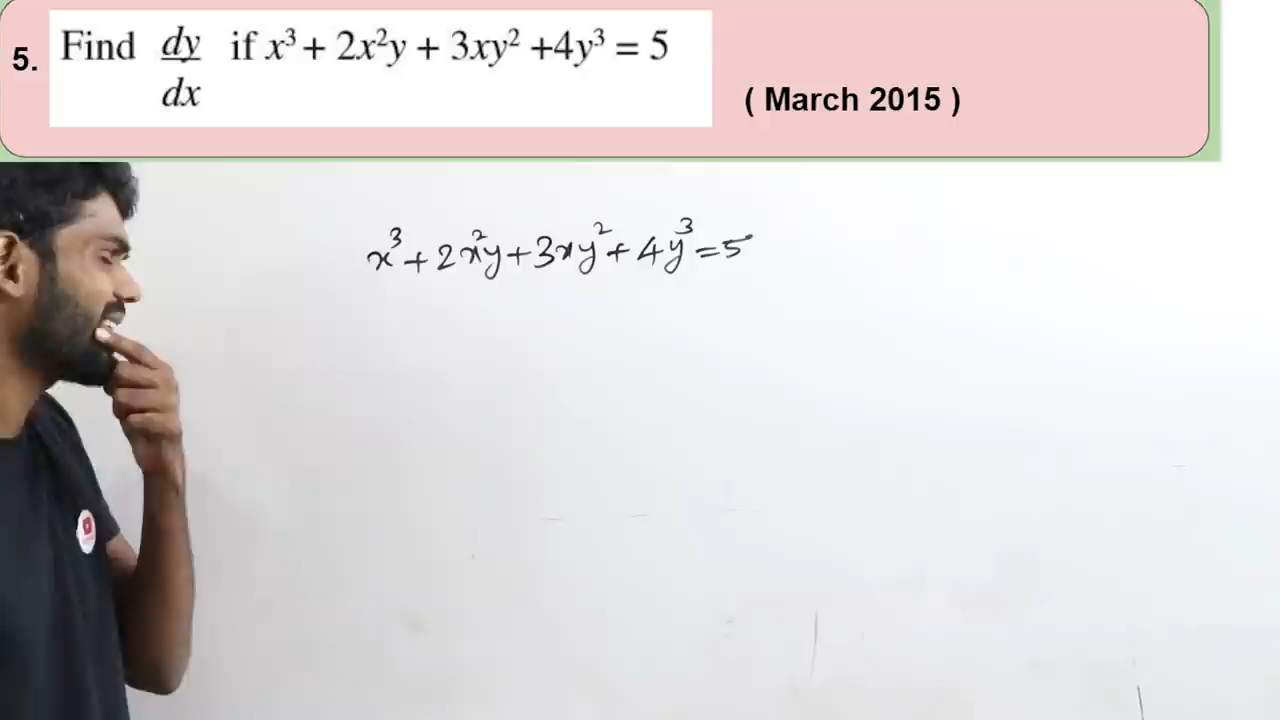 5. Find dy/dx if x³ + 2x²y + 3xy² +4y³ = 5
( March 2015 )
x³ + 2x²y + 3xy² + 4y³ = 5